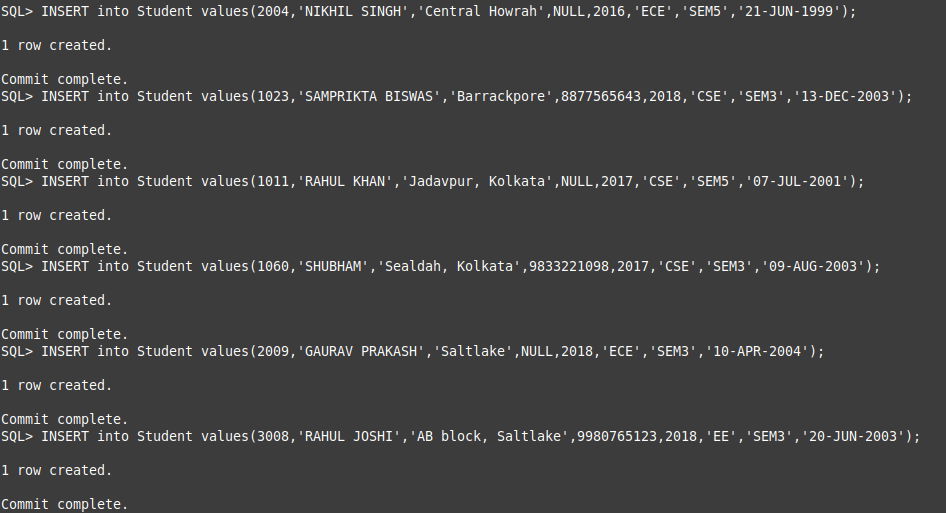 SQL> INSERT into Student values(2004,'NIKHIL SINGH','Central Howrah',NULL,2016,'ECE','SEM5','21-JUN-1999');
1 row created.
Commit complete.
SQL> INSERT into Student values(1023,'SAMPRIKTA BISWAS','Barrackpore',8877565643,2018,'CSE','SEM3','13-DEC-2003');
1 row created.
Commit complete.
SQL> INSERT into Student values(1011,'RAHUL KHAN','Jadavpur, Kolkata',NULL,2017,'CSE','SEM5','07-JUL-2001');
1 row created.
Commit complete.
SQL> INSERT into Student values(1060,'SHUBHAM','Sealdah, Kolkata',9833221098,2017,'CSE','SEM3','09-AUG-2003');
1 row created.
Commit complete.
SQL> INSERT into Student values(2009,'GAURAV PRAKASH','Saltlake',NULL,2018,'ECE','SEM3','10-APR-2004');
1 row created.
Commit complete.
SQL> INSERT into Student values(3008,'RAHUL JOSHI','AB block, Saltlake',9980765123,2018,'EE','SEM3','20-JUN-2003');
1 row created.
Commit complete.